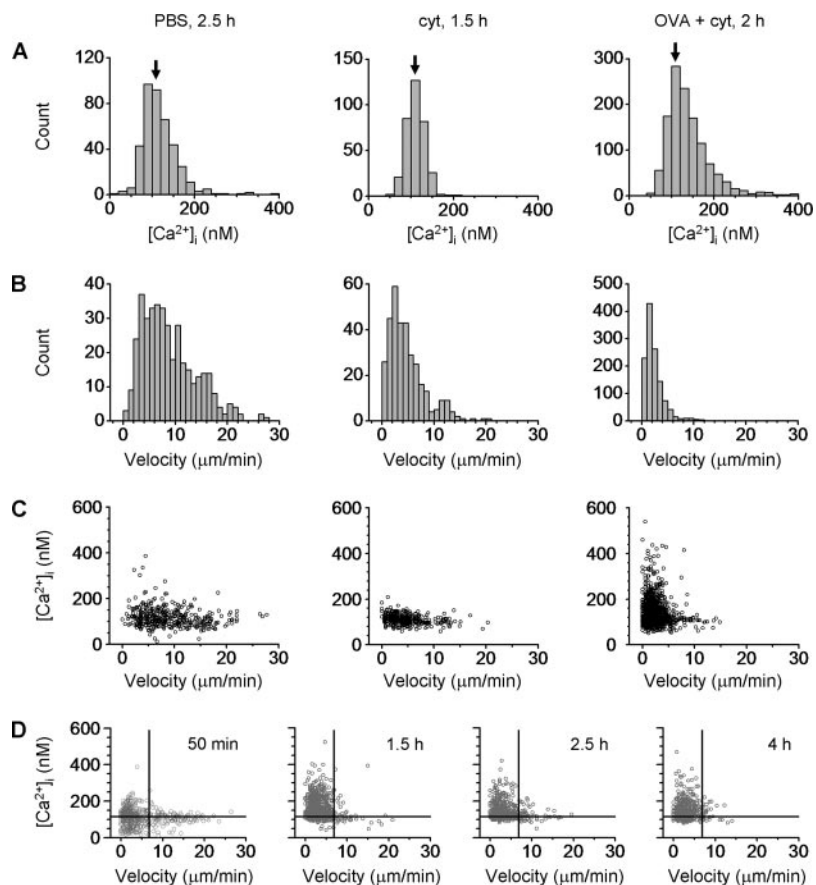 PBS, 2.5 h
cyt, 1.5 h
OVA + cyt, 2 h
A
Count
120
80
40
0
0 200 400
[Ca²⁺]ᵢ (nM)
150
100
50
0
0 200 400
[Ca²⁺]ᵢ (nM)
300
200
100
0
0 200 400
[Ca²⁺]ᵢ (nM)
B
Count
40
30
20
10
0
0 10 20 30
Velocity (μm/min)
60
40
20
0
0 10 20 30
Velocity (μm/min)
500
400
300
200
100
0
0 10 20 30
Velocity (μm/min)
C
[Ca²⁺]ᵢ (nM)
600
400
200
0
0 10 20 30
Velocity (μm/min)
600
400
200
0
0 10 20 30
Velocity (μm/min)
600
400
200
0
0 10 20 30
Velocity (μm/min)
D
[Ca²⁺]ᵢ (nM)
600
400
200
0
50 min
0 10 20 30
Velocity (μm/min)
1.5 h
0 10 20 30
Velocity (μm/min)
2.5 h
0 10 20 30
Velocity (μm/min)
4 h
0 10 20 30
Velocity (μm/min)